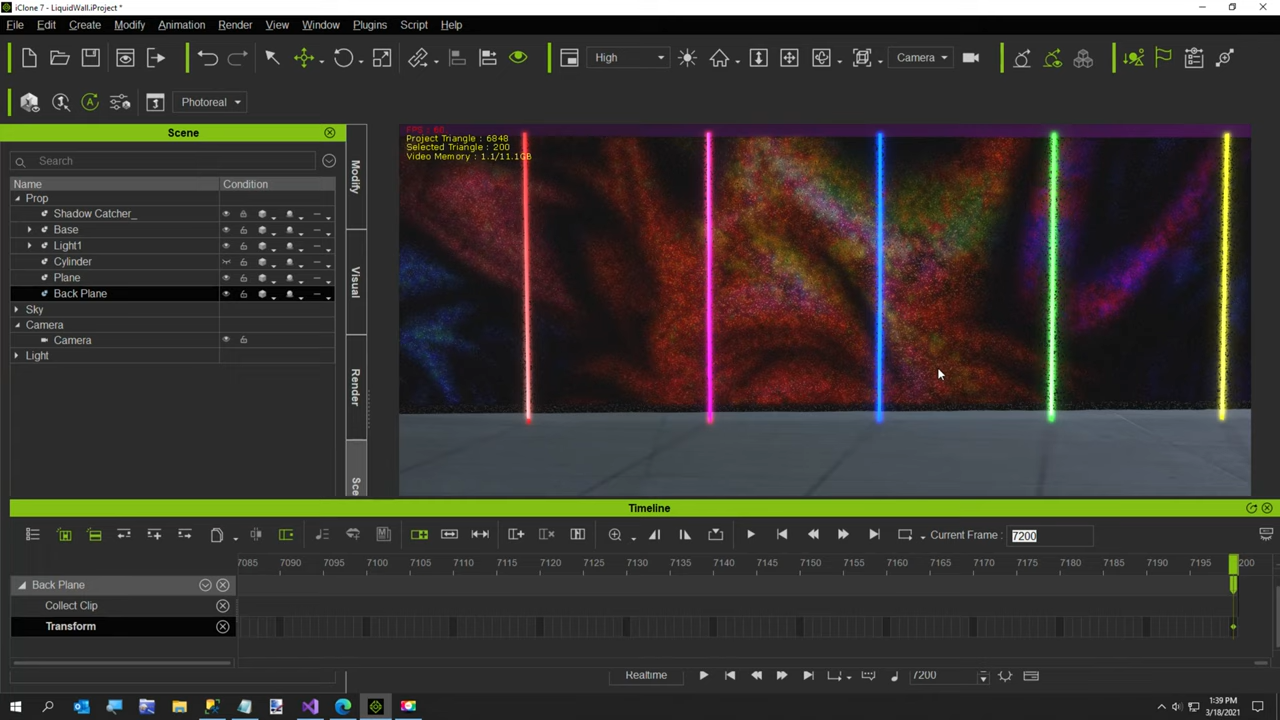 iClone 7 - LiquidWall.iProject *
File Edit Create Modify Animation Render View Window Plugins Script Help
High Camera
Photoreal
Scene
Search
Name Condition
Prop
Shadow Catcher_
Base
Light1
Cylinder
Plane
Back Plane
Sky
Camera
Camera
Light
Modify
Visual
Render
Sce
FPS : 60
Project Triangle : 6848
Selected Triangle : 200
Video Memory : 1.1/11.1GB
Timeline
Current Frame : 7200
7085 7090 7095 7100 7105 7110 7115 7120 7125 7130 7135 7140 7145 7150 7155 7160 7165 7170 7175 7180 7185 7190 7195 200
Back Plane
Collect Clip
Transform
Realtime 7200
1:39 PM
3/18/2021